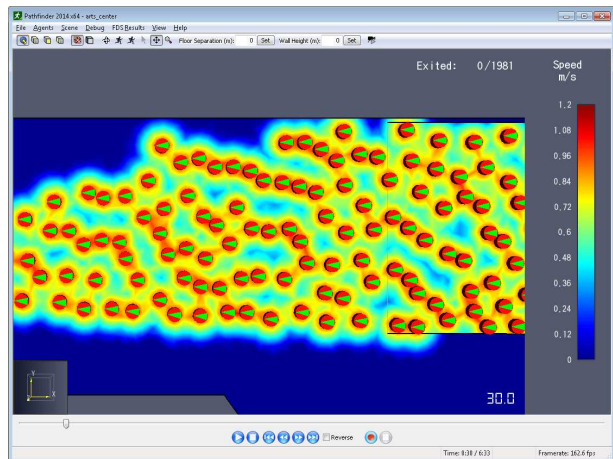 Pathfinder 2014 x64 - arts_center
File Agents Scene Debug FDS Results View Help
Floor Separation (m): 0 Set Wall Height (m): 0 Set
Exited: 0/1981
Speed
m/s
1.2
1.08
0.96
0.84
0.72
0.6
0.48
0.36
0.24
0.12
0
Y
X
30.0
Reverse
Time: 0:30 / 6:33 Framerate: 162.6 fps